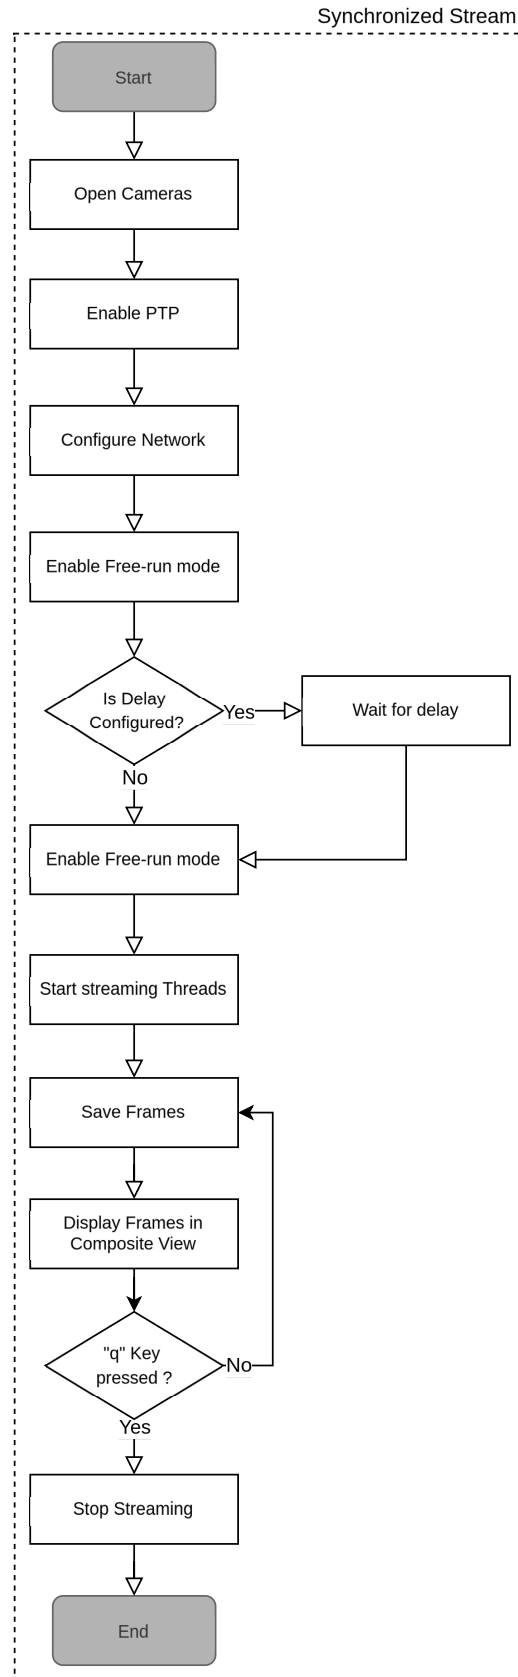 Synchronized Stream
Start
Open Cameras
Enable PTP
Configure Network
Enable Free-run mode
Is Delay
Configured?
Yes
Wait for delay
No
Enable Free-run mode
Start streaming Threads
Save Frames
Display Frames in
Composite View
"q" Key
pressed ?
No
Yes
Stop Streaming
End